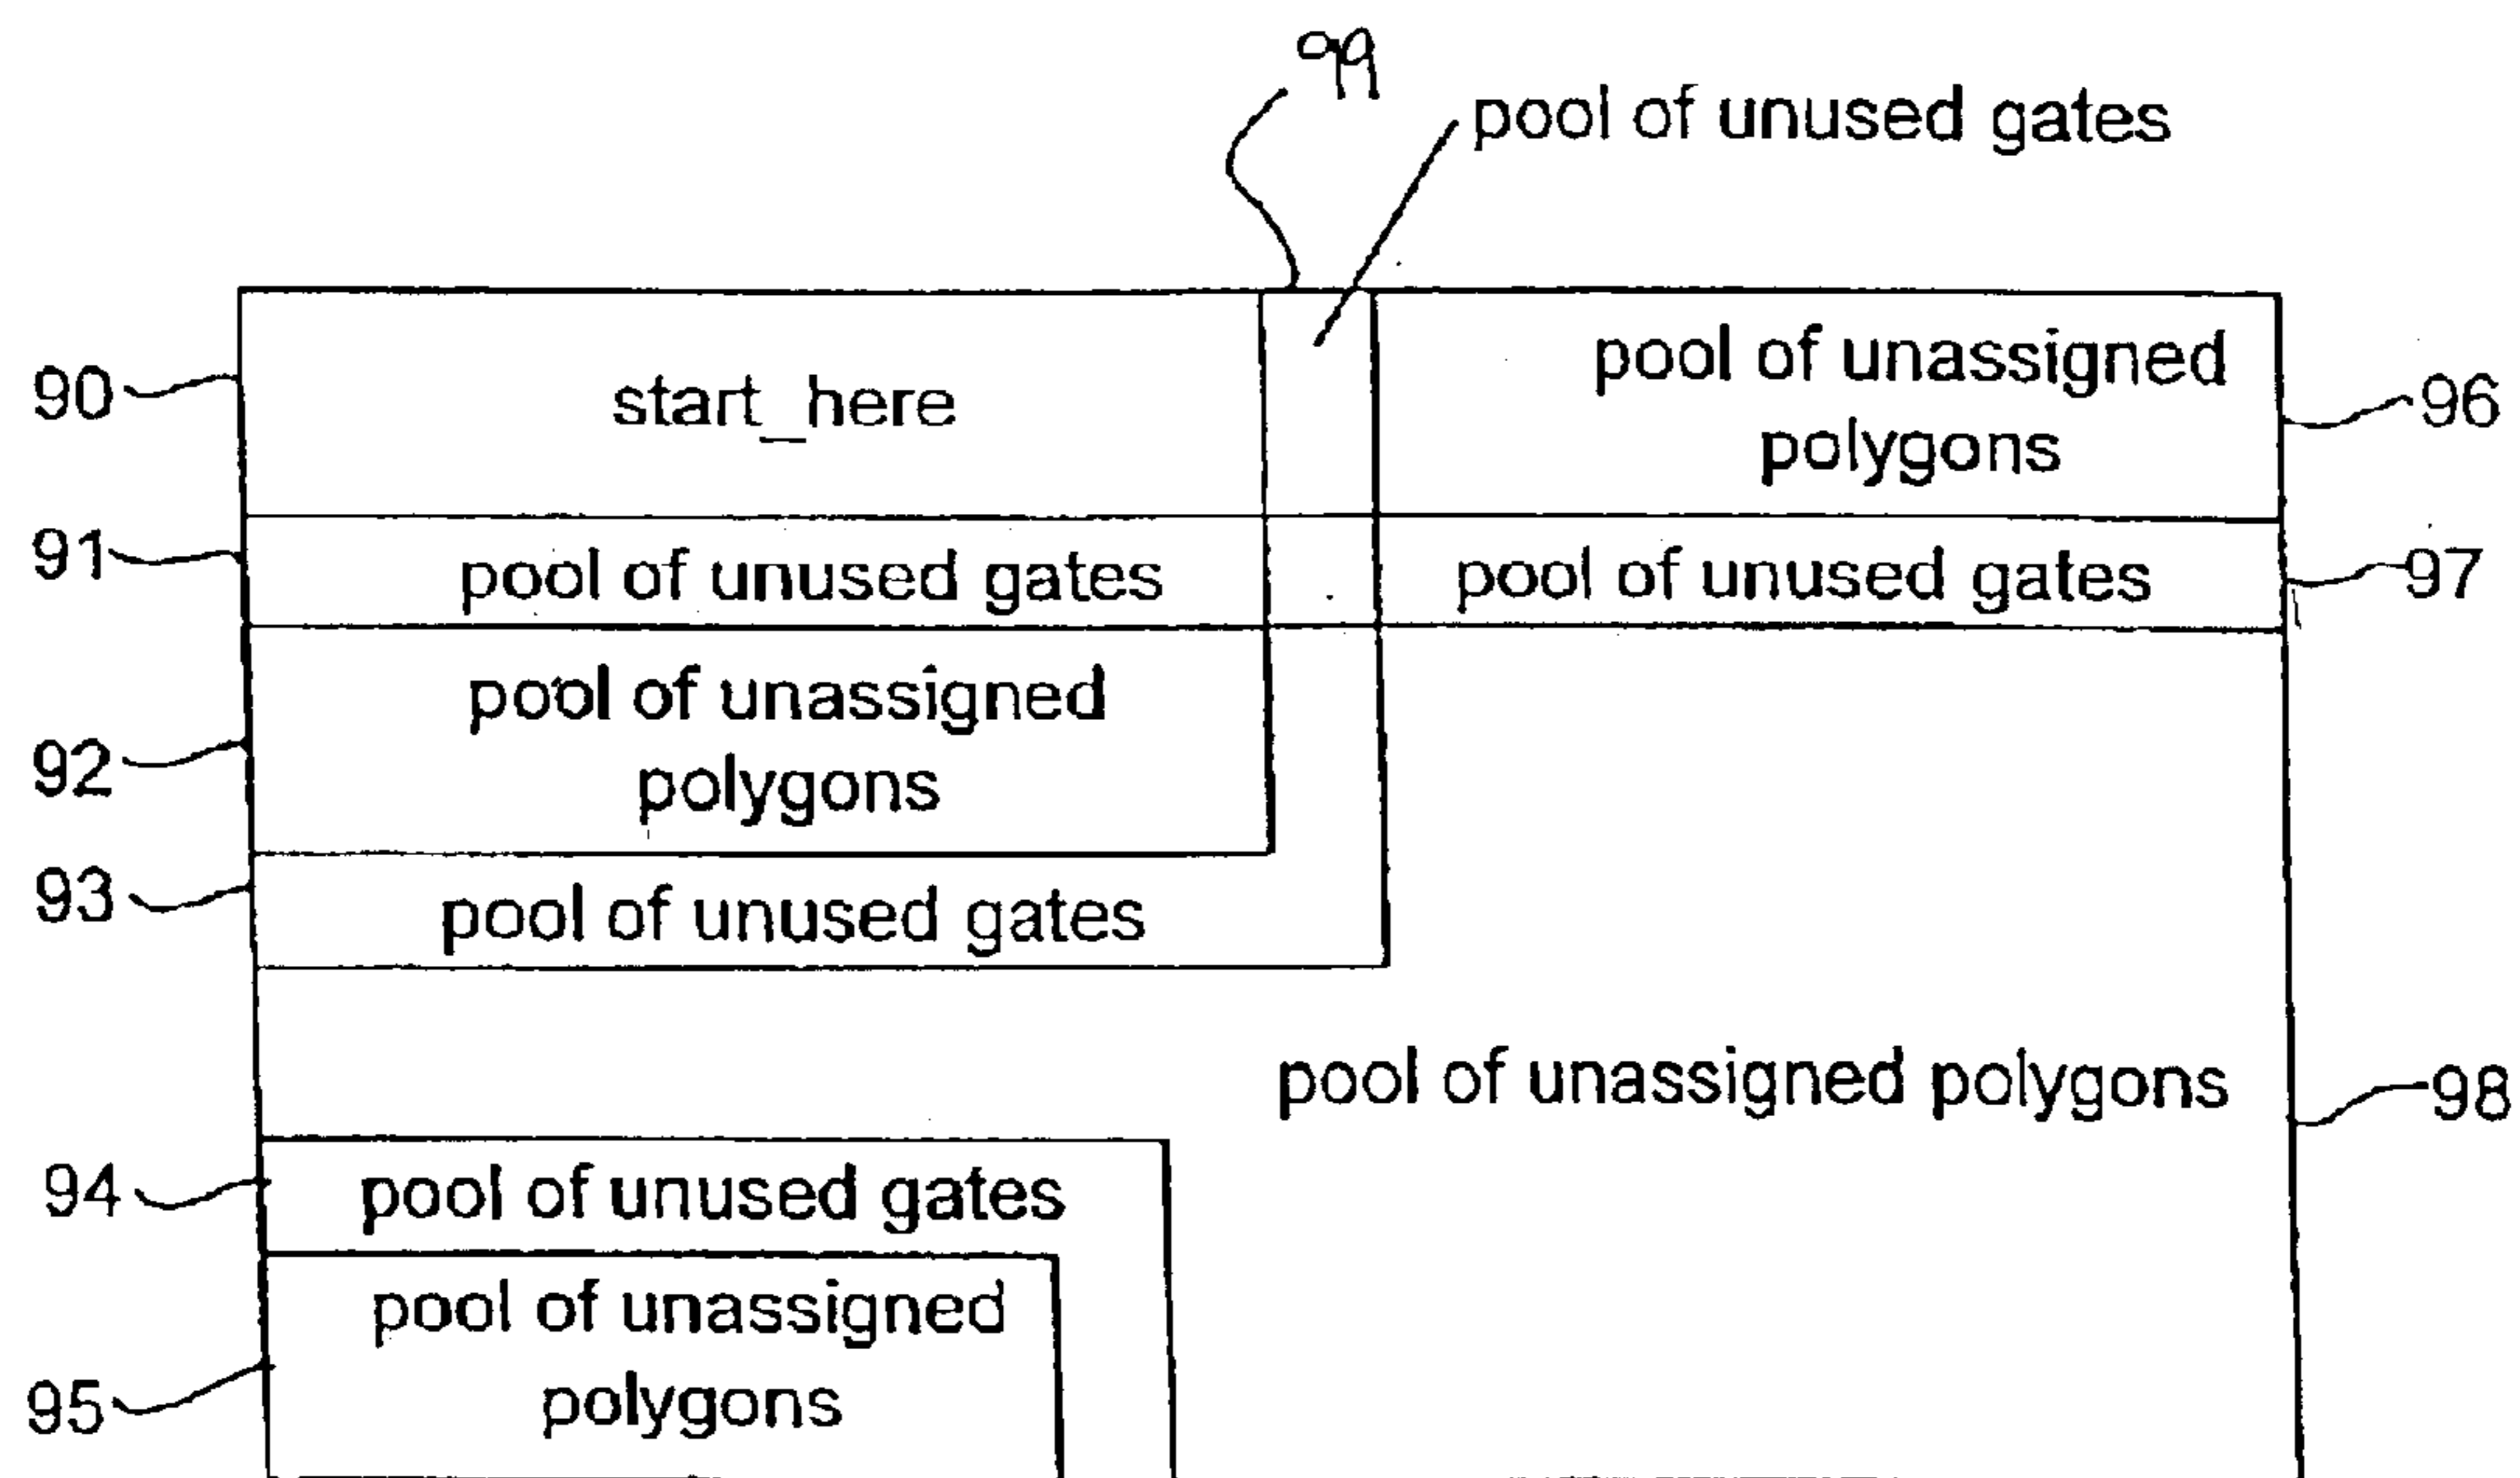 99
pool of unused gates
90
start_here
pool of unassigned
polygons
96
91
pool of unused gates
pool of unused gates
97
92
pool of unassigned
polygons
93
pool of unused gates
pool of unassigned polygons
98
94
pool of unused gates
95
pool of unassigned
polygons